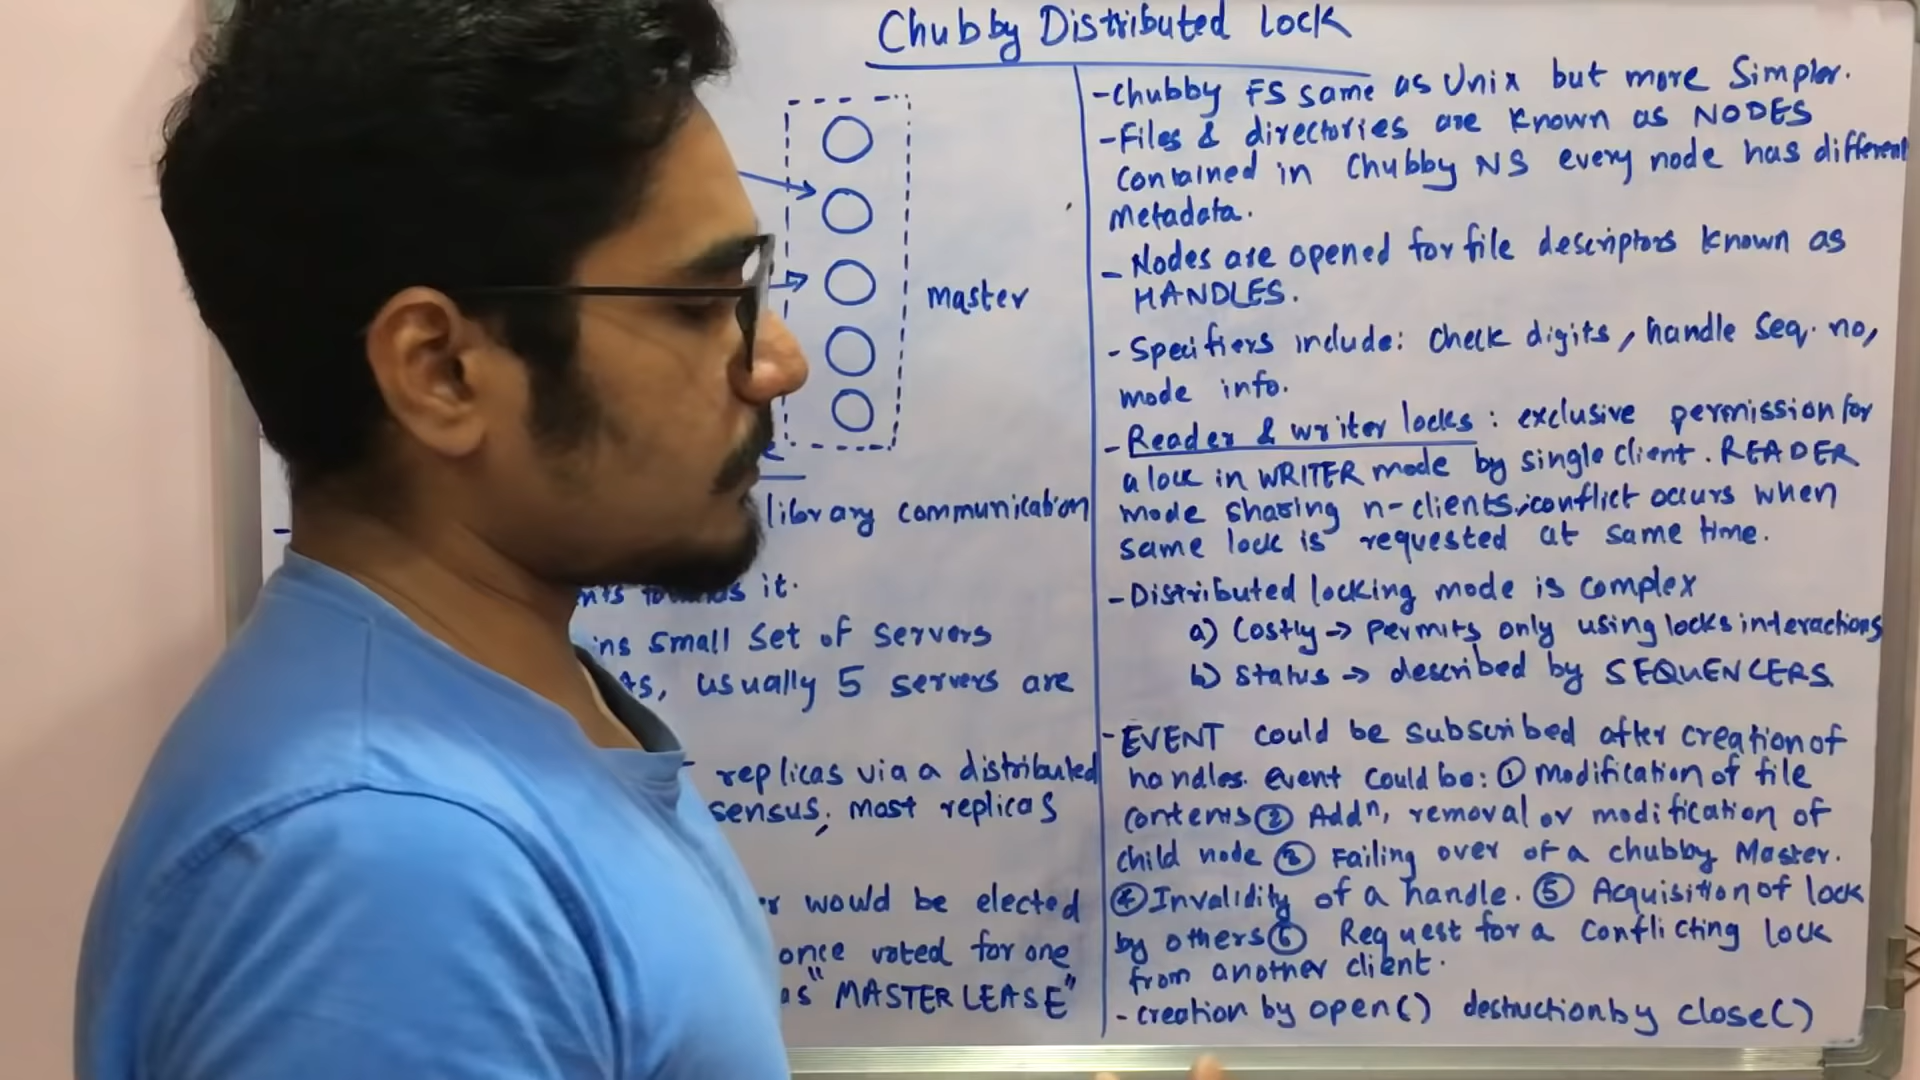 Chubby Distributed Lock
master
library communication
it.
small set of servers
usually 5 servers are
replicas via a distributed
most replicas
would be elected
once voted for one
as "MASTER LEASE"
- Chubby FS same as Unix but more Simpler.
- Files & directories are known as NODES
contained in Chubby NS every node has different
metadata.
- Nodes are opened for file descriptors known as
HANDLES.
- Specifiers include: Check digits, handle Seq. no,
mode info.
- Reader & writer locks : exclusive permission for
a lock in WRITER mode by single client. READER
mode sharing n-clients, conflict occurs when
same lock is requested at same time.
- Distributed locking mode is complex
a) Costly → permits only using locks interactions
b) Status → described by SEQUENCERS.
- EVENT could be subscribed after creation of
handles. event could be: ① modification of file
contents ② Addⁿ, removal or modification of
child node ③ Failing over of a chubby Master.
④ Invalidity of a handle. ⑤ Acquisition of lock
by others ⑥ Request for a conflicting lock
from another client.
- creation by open() destruction by close()